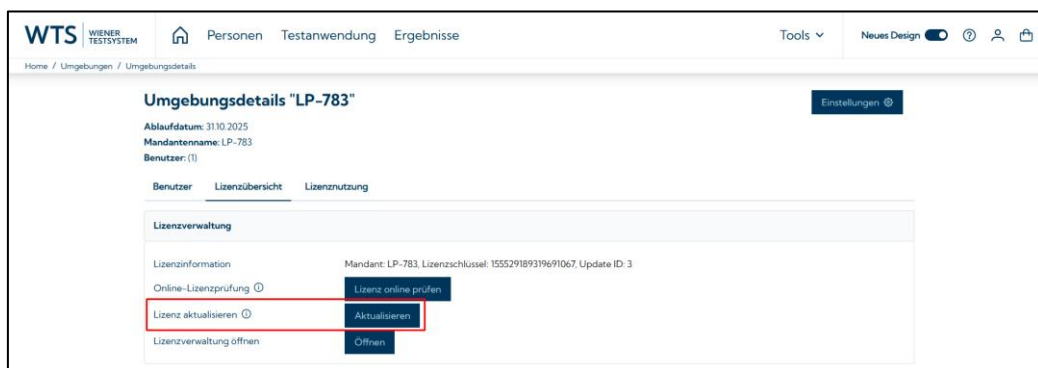 WTS WIENER TESTSYSTEM Personen Testanwendung Ergebnisse Tools Neues Design
Home / Umgebungen / Umgebungsdetails
Umgebungsdetails "LP-783" Einstellungen
Ablaufdatum: 31.10.2025
Mandantenname: LP-783
Benutzer: (1)
Benutzer Lizenzübersicht Lizenznutzung
Lizenzverwaltung
Lizenzinformation Mandant: LP-783, Lizenzschlüssel: 155529189319691067, Update ID: 3
Online-Lizenzprüfung Lizenz online prüfen
Lizenz aktualisieren Aktualisieren
Lizenzverwaltung öffnen Öffnen